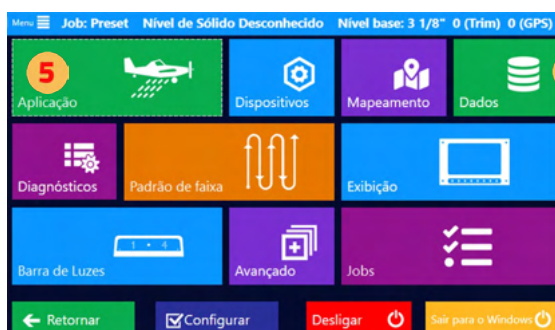 Menu Job: Preset Nível de Sólido Desconhecido Nível base: 3 1/8" 0 (Trim) 0 (GPS)
5
Aplicação Dispositivos Mapeamento Dados
Diagnósticos Padrão de faixa Exibição
1 • 4
Barra de Luzes Avançado Jobs
Retornar Configurar Desligar Sair para o Windows